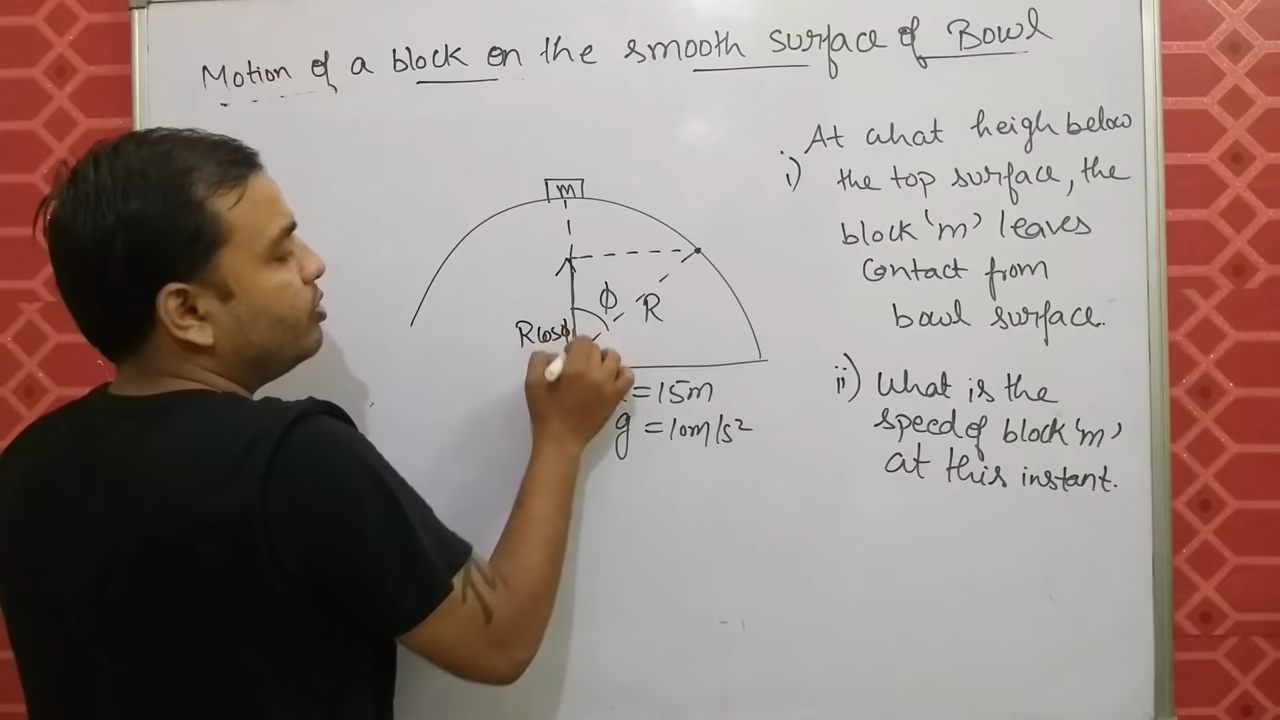 Motion of a block on the smooth surface of Bowl
At what heigh below
i) the top surface, the
block 'm' leaves
Contact from
bowl surface.
m
ϕ R
Rcosϕ
= 15m
g = 10m/s²
ii) What is the
speed of block 'm'
at this instant.